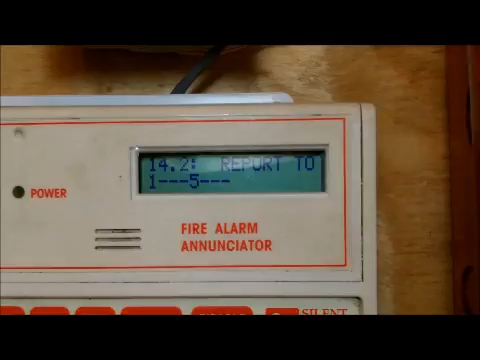 14.2: REPORT TO
1---5---
POWER
FIRE ALARM
ANNUNCIATOR
SILENT